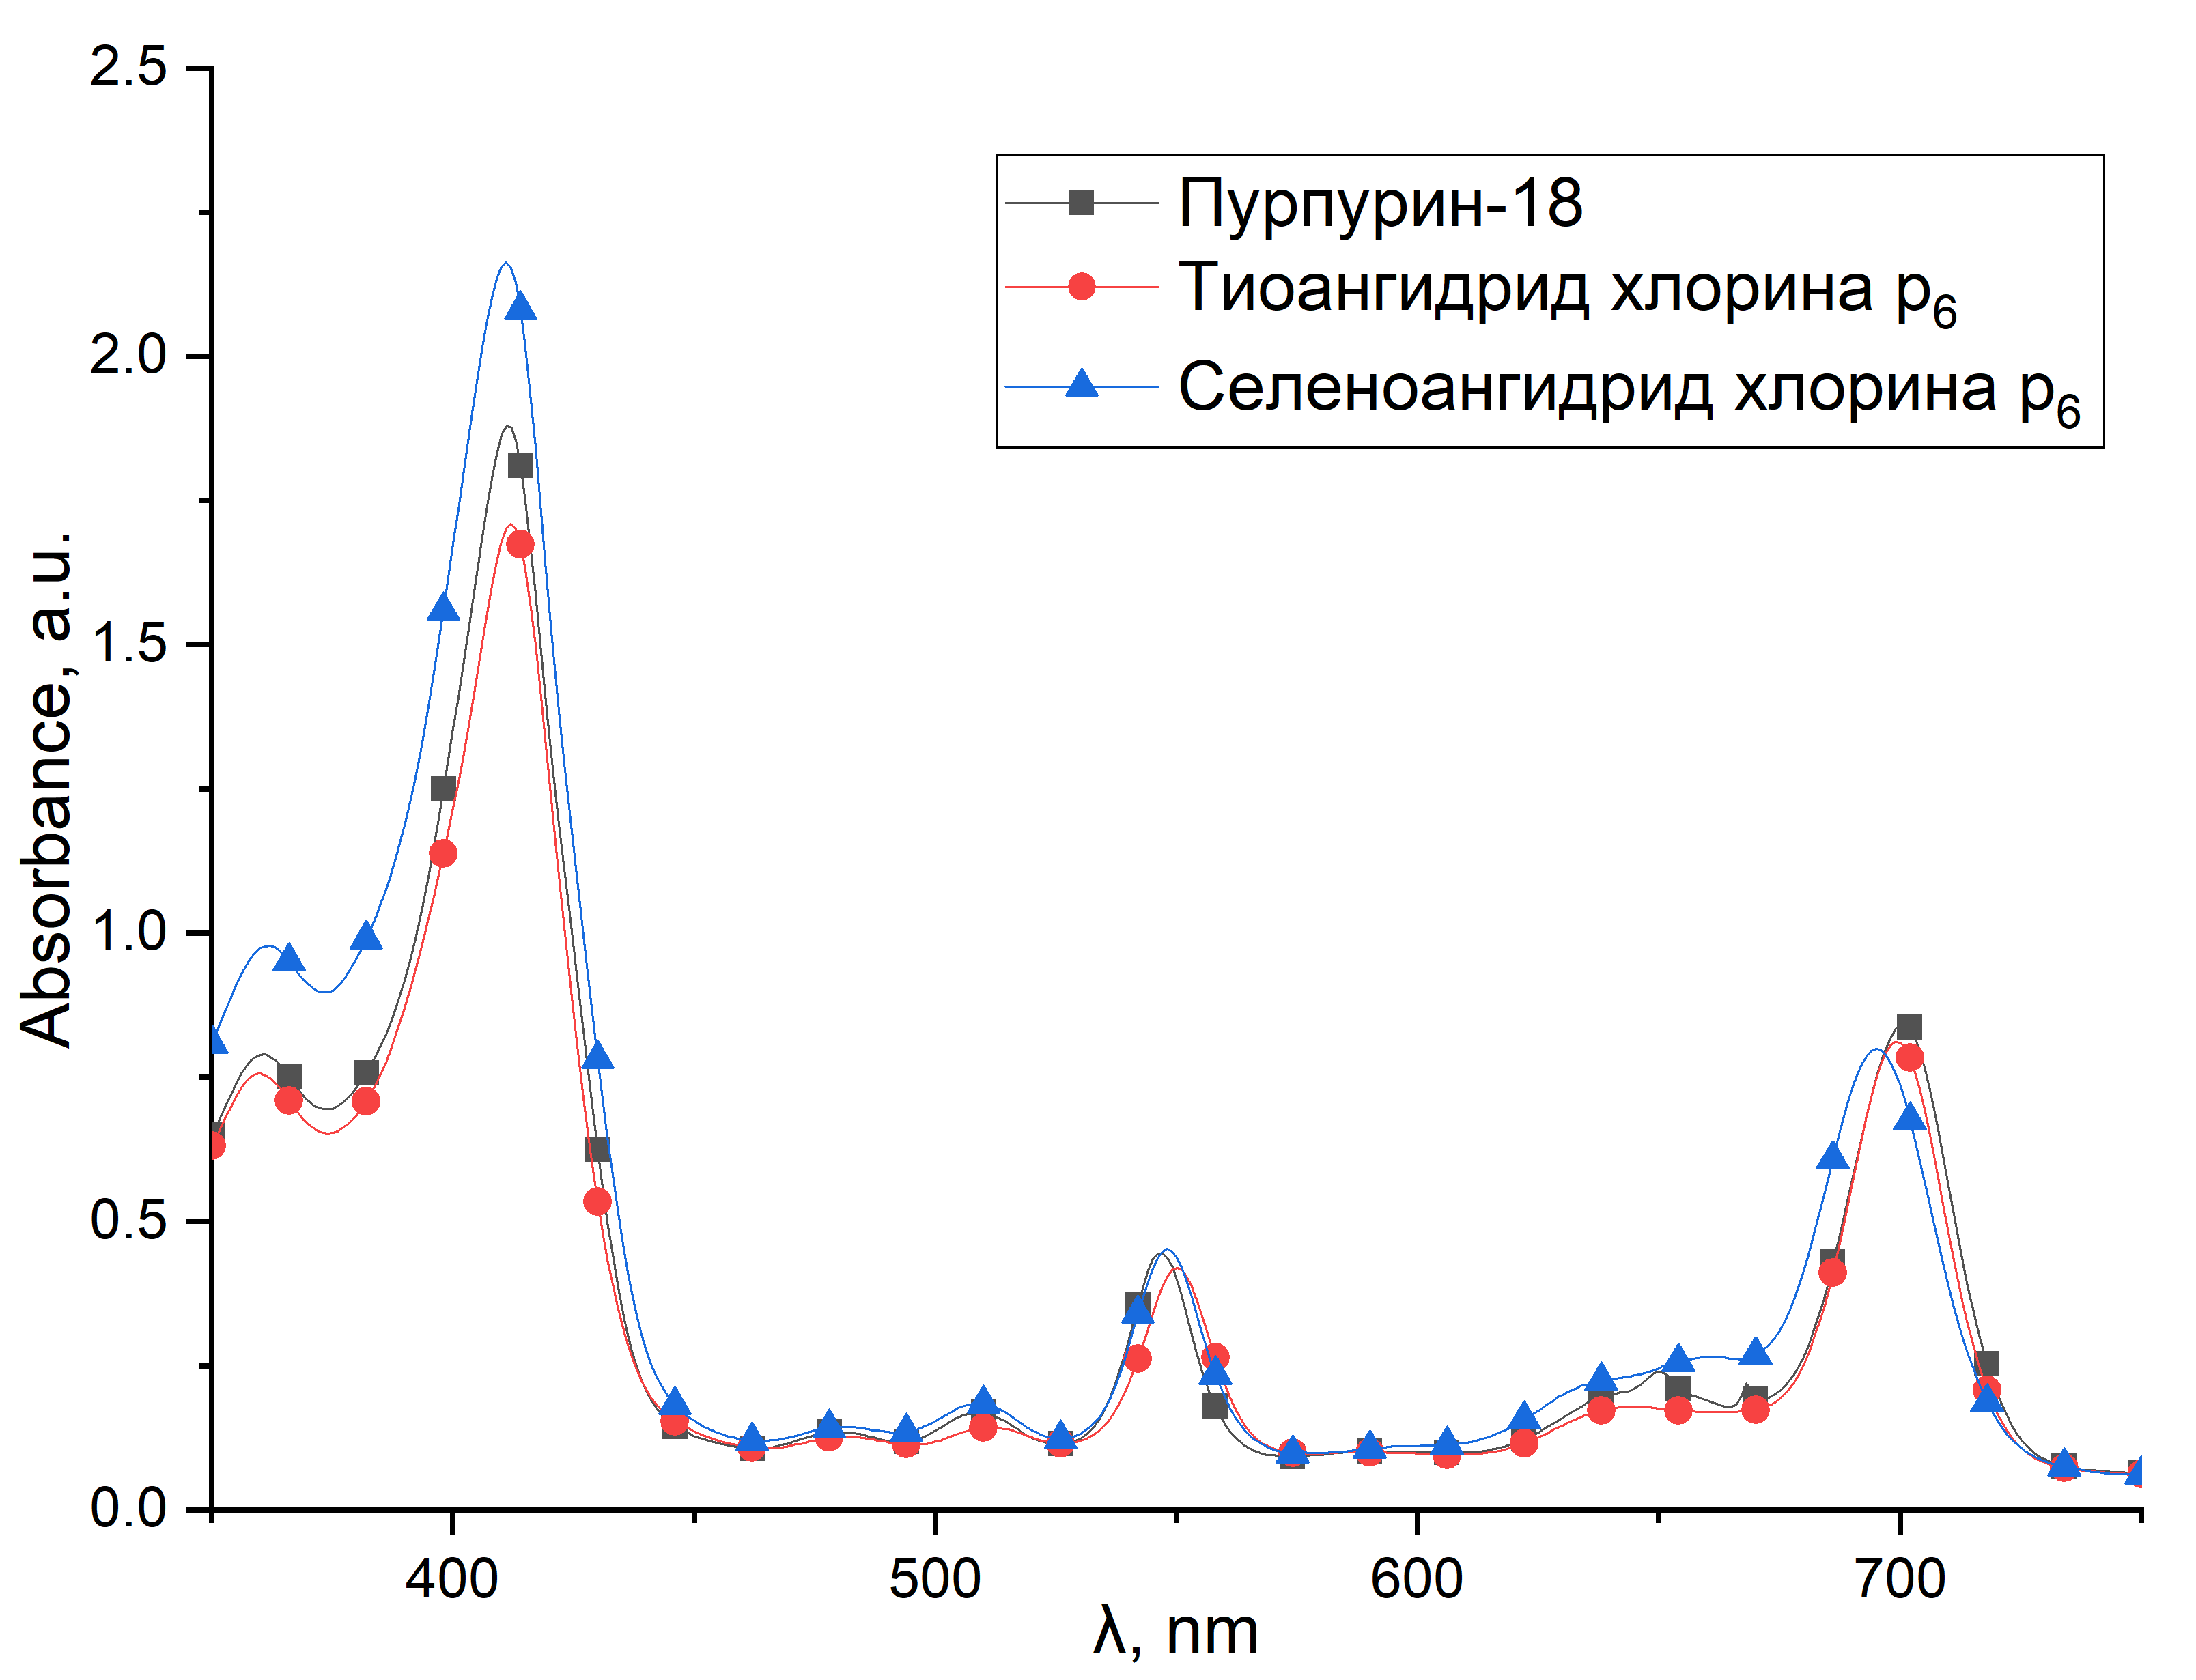 2.5
2.0
1.5
1.0
0.5
0.0
Absorbance, a.u.
Пурпурин-18
Тиоангидрид хлорина p₆
Селеноангидрид хлорина p₆
400 500 600 700
λ, nm